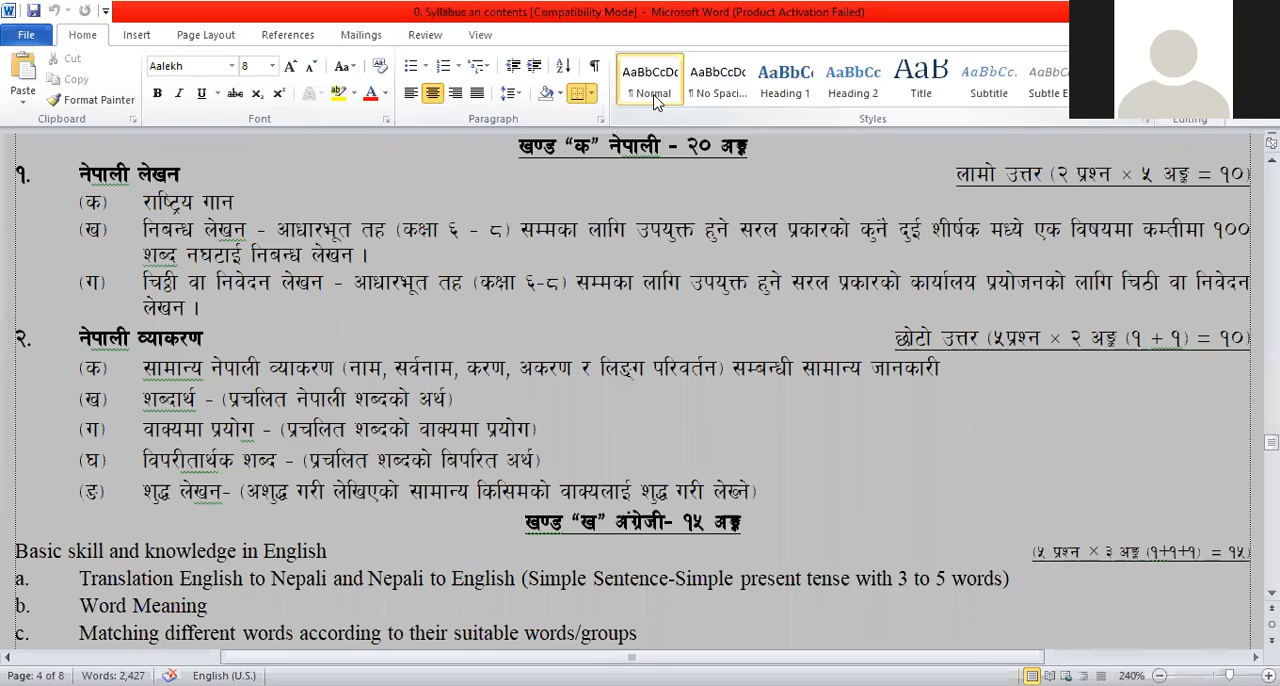 0. Syllabus an contents [Compatibility Mode] - Microsoft Word (Product Activation Failed)
File Home Insert Page Layout References Mailings Review View
Cut
Copy
Paste
Format Painter
Aalekh 8
AaBbCcDc AaBbCcDc AaBbC AaBbCc AaB AaBbCc. AaBbCc
¶ Normal ¶ No Spaci... Heading 1 Heading 2 Title Subtitle Subtle E
Clipboard Font Paragraph Styles Editing
खण्ड “क” नेपाली - २० अङ्क
१. नेपाली लेखन लामो उत्तर (२ प्रश्न × ५ अङ्क = १०)
(क) राष्ट्रिय गान
(ख) निबन्ध लेखन - आधारभूत तह (कक्षा ६ - ८) सम्मका लागि उपयुक्त हुने सरल प्रकारको कुनै दुई शीर्षक मध्ये एक विषयमा कम्तीमा १००
शब्द नघटाई निबन्ध लेखन ।
(ग) चिठ्ठी वा निवेदन लेखन - आधारभूत तह (कक्षा ६-८) सम्मका लागि उपयुक्त हुने सरल प्रकारको कार्यालय प्रयोजनको लागि चिठी वा निवेदन
लेखन ।
२. नेपाली व्याकरण छोटो उत्तर (५प्रश्न × २ अङ्क (१ + १) = १०)
(क) सामान्य नेपाली व्याकरण (नाम, सर्वनाम, करण, अकरण र लिङ्ग परिवर्तन) सम्बन्धी सामान्य जानकारी
(ख) शब्दार्थ - (प्रचलित नेपाली शब्दको अर्थ)
(ग) वाक्यमा प्रयोग - (प्रचलित शब्दको वाक्यमा प्रयोग)
(घ) विपरीतार्थक शब्द - (प्रचलित शब्दको बिपरित अर्थ)
(ङ) शुद्ध लेखन- (अशुद्ध गरी लेखिएको सामान्य किसिमको वाक्यलाई शुद्ध गरी लेख्ने)
खण्ड “ख” अंग्रेजी- १५ अङ्क
Basic skill and knowledge in English (५ प्रश्न × ३ अङ्क (१+१+१) = १५)
a. Translation English to Nepali and Nepali to English (Simple Sentence-Simple present tense with 3 to 5 words)
b. Word Meaning
c. Matching different words according to their suitable words/groups
Page: 4 of 8 Words: 2,427 English (U.S.) 240%